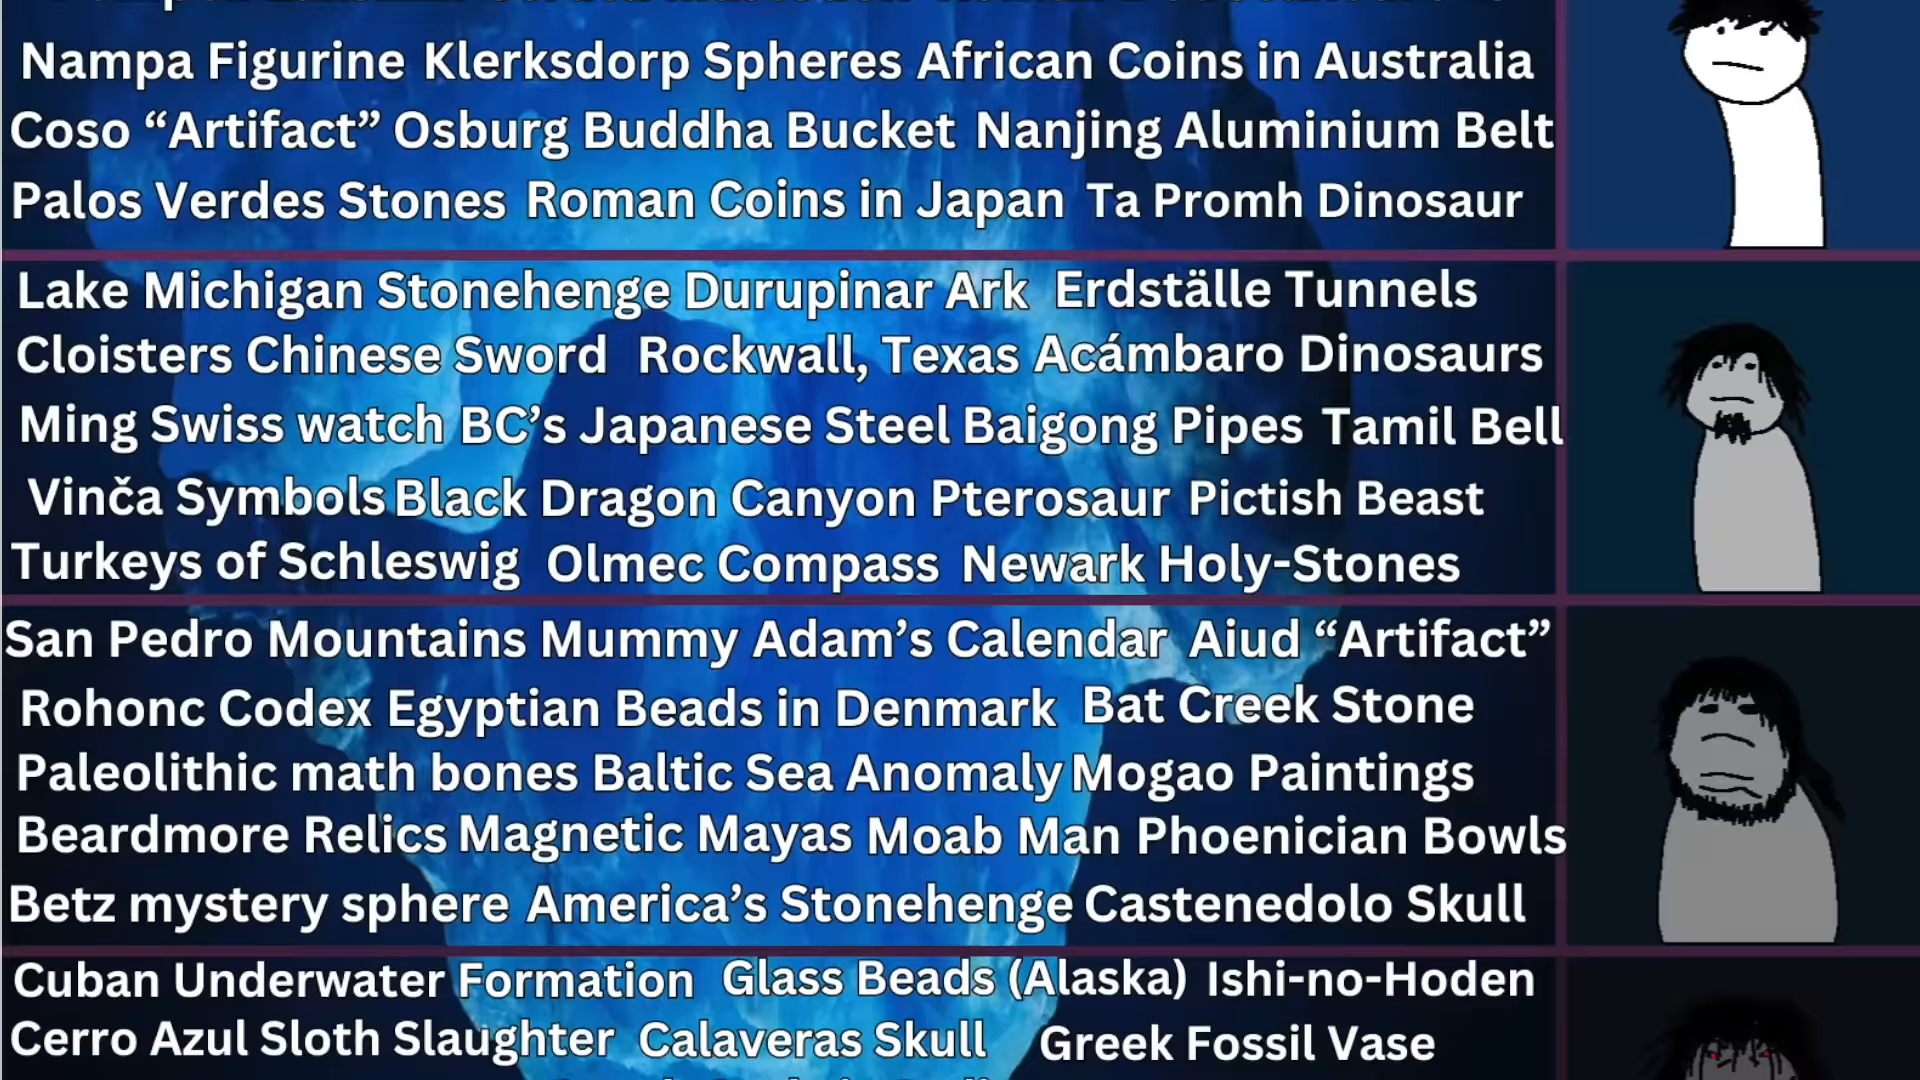 Nampa Figurine Klerksdorp Spheres African Coins in Australia
Coso “Artifact” Osburg Buddha Bucket Nanjing Aluminium Belt
Palos Verdes Stones Roman Coins in Japan Ta Promh Dinosaur
Lake Michigan Stonehenge Durupinar Ark Erdställe Tunnels
Cloisters Chinese Sword Rockwall, Texas Acámbaro Dinosaurs
Ming Swiss watch BC’s Japanese Steel Baigong Pipes Tamil Bell
Vinča Symbols Black Dragon Canyon Pterosaur Pictish Beast
Turkeys of Schleswig Olmec Compass Newark Holy-Stones
San Pedro Mountains Mummy Adam’s Calendar Aiud “Artifact”
Rohonc Codex Egyptian Beads in Denmark Bat Creek Stone
Paleolithic math bones Baltic Sea Anomaly Mogao Paintings
Beardmore Relics Magnetic Mayas Moab Man Phoenician Bowls
Betz mystery sphere America’s Stonehenge Castenedolo Skull
Cuban Underwater Formation Glass Beads (Alaska) Ishi-no-Hoden
Cerro Azul Sloth Slaughter Calaveras Skull Greek Fossil Vase